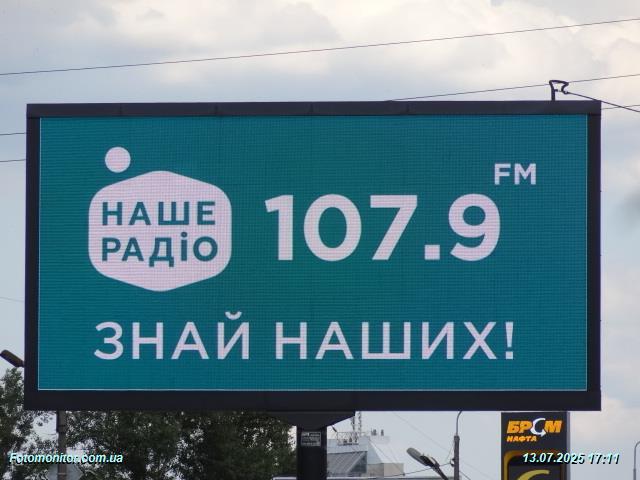 НАШЕ
РАДіО
107.9 FM
ЗНАЙ НАШИХ!
БРСМ
НАФТА
Fotomonitor.com.ua
13.07.2025 17:11